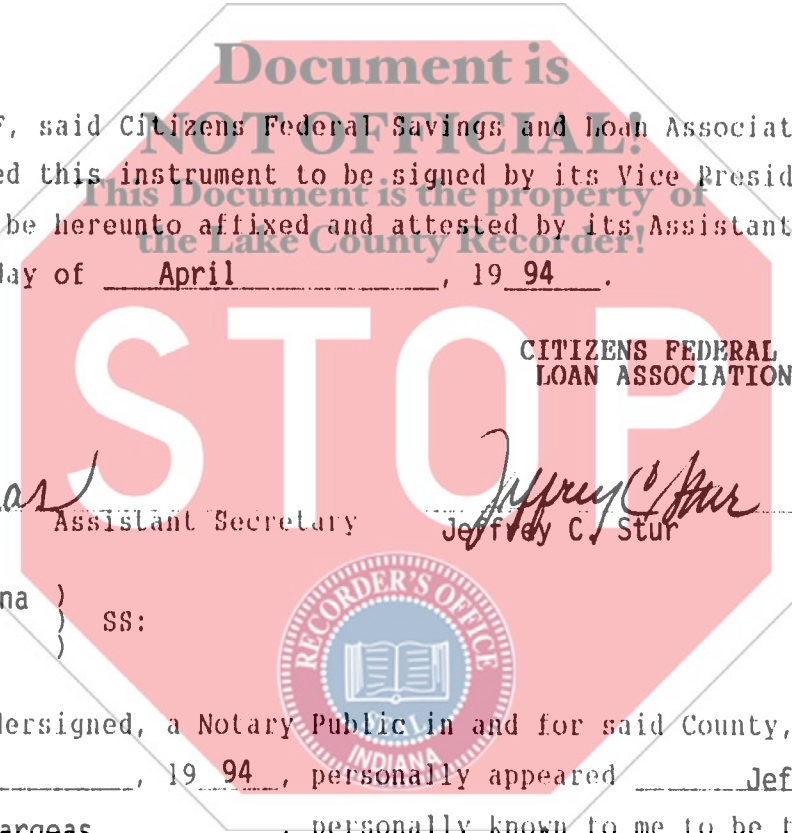 Document is
NOT OFFICIAL!
This Document is the property of
the Lake County Recorder!
F, said Citizens Federal Savings and Loan Associat
ed this instrument to be signed by its Vice Presid
be hereunto affixed and attested by its Assistant
day of April , 19 94 .
STOP
CITIZENS FEDERAL
LOAN ASSOCIATION
as Jeffrey C. Stur
Assistant Secretary Jeffrey C. Stur
na )
) SS:
)
RECORDER'S OFFICE
SEAL
INDIANA
dersigned, a Notary Public in and for said County,
, 19 94 , personally appeared Jef
argeas , personally known to me to be t